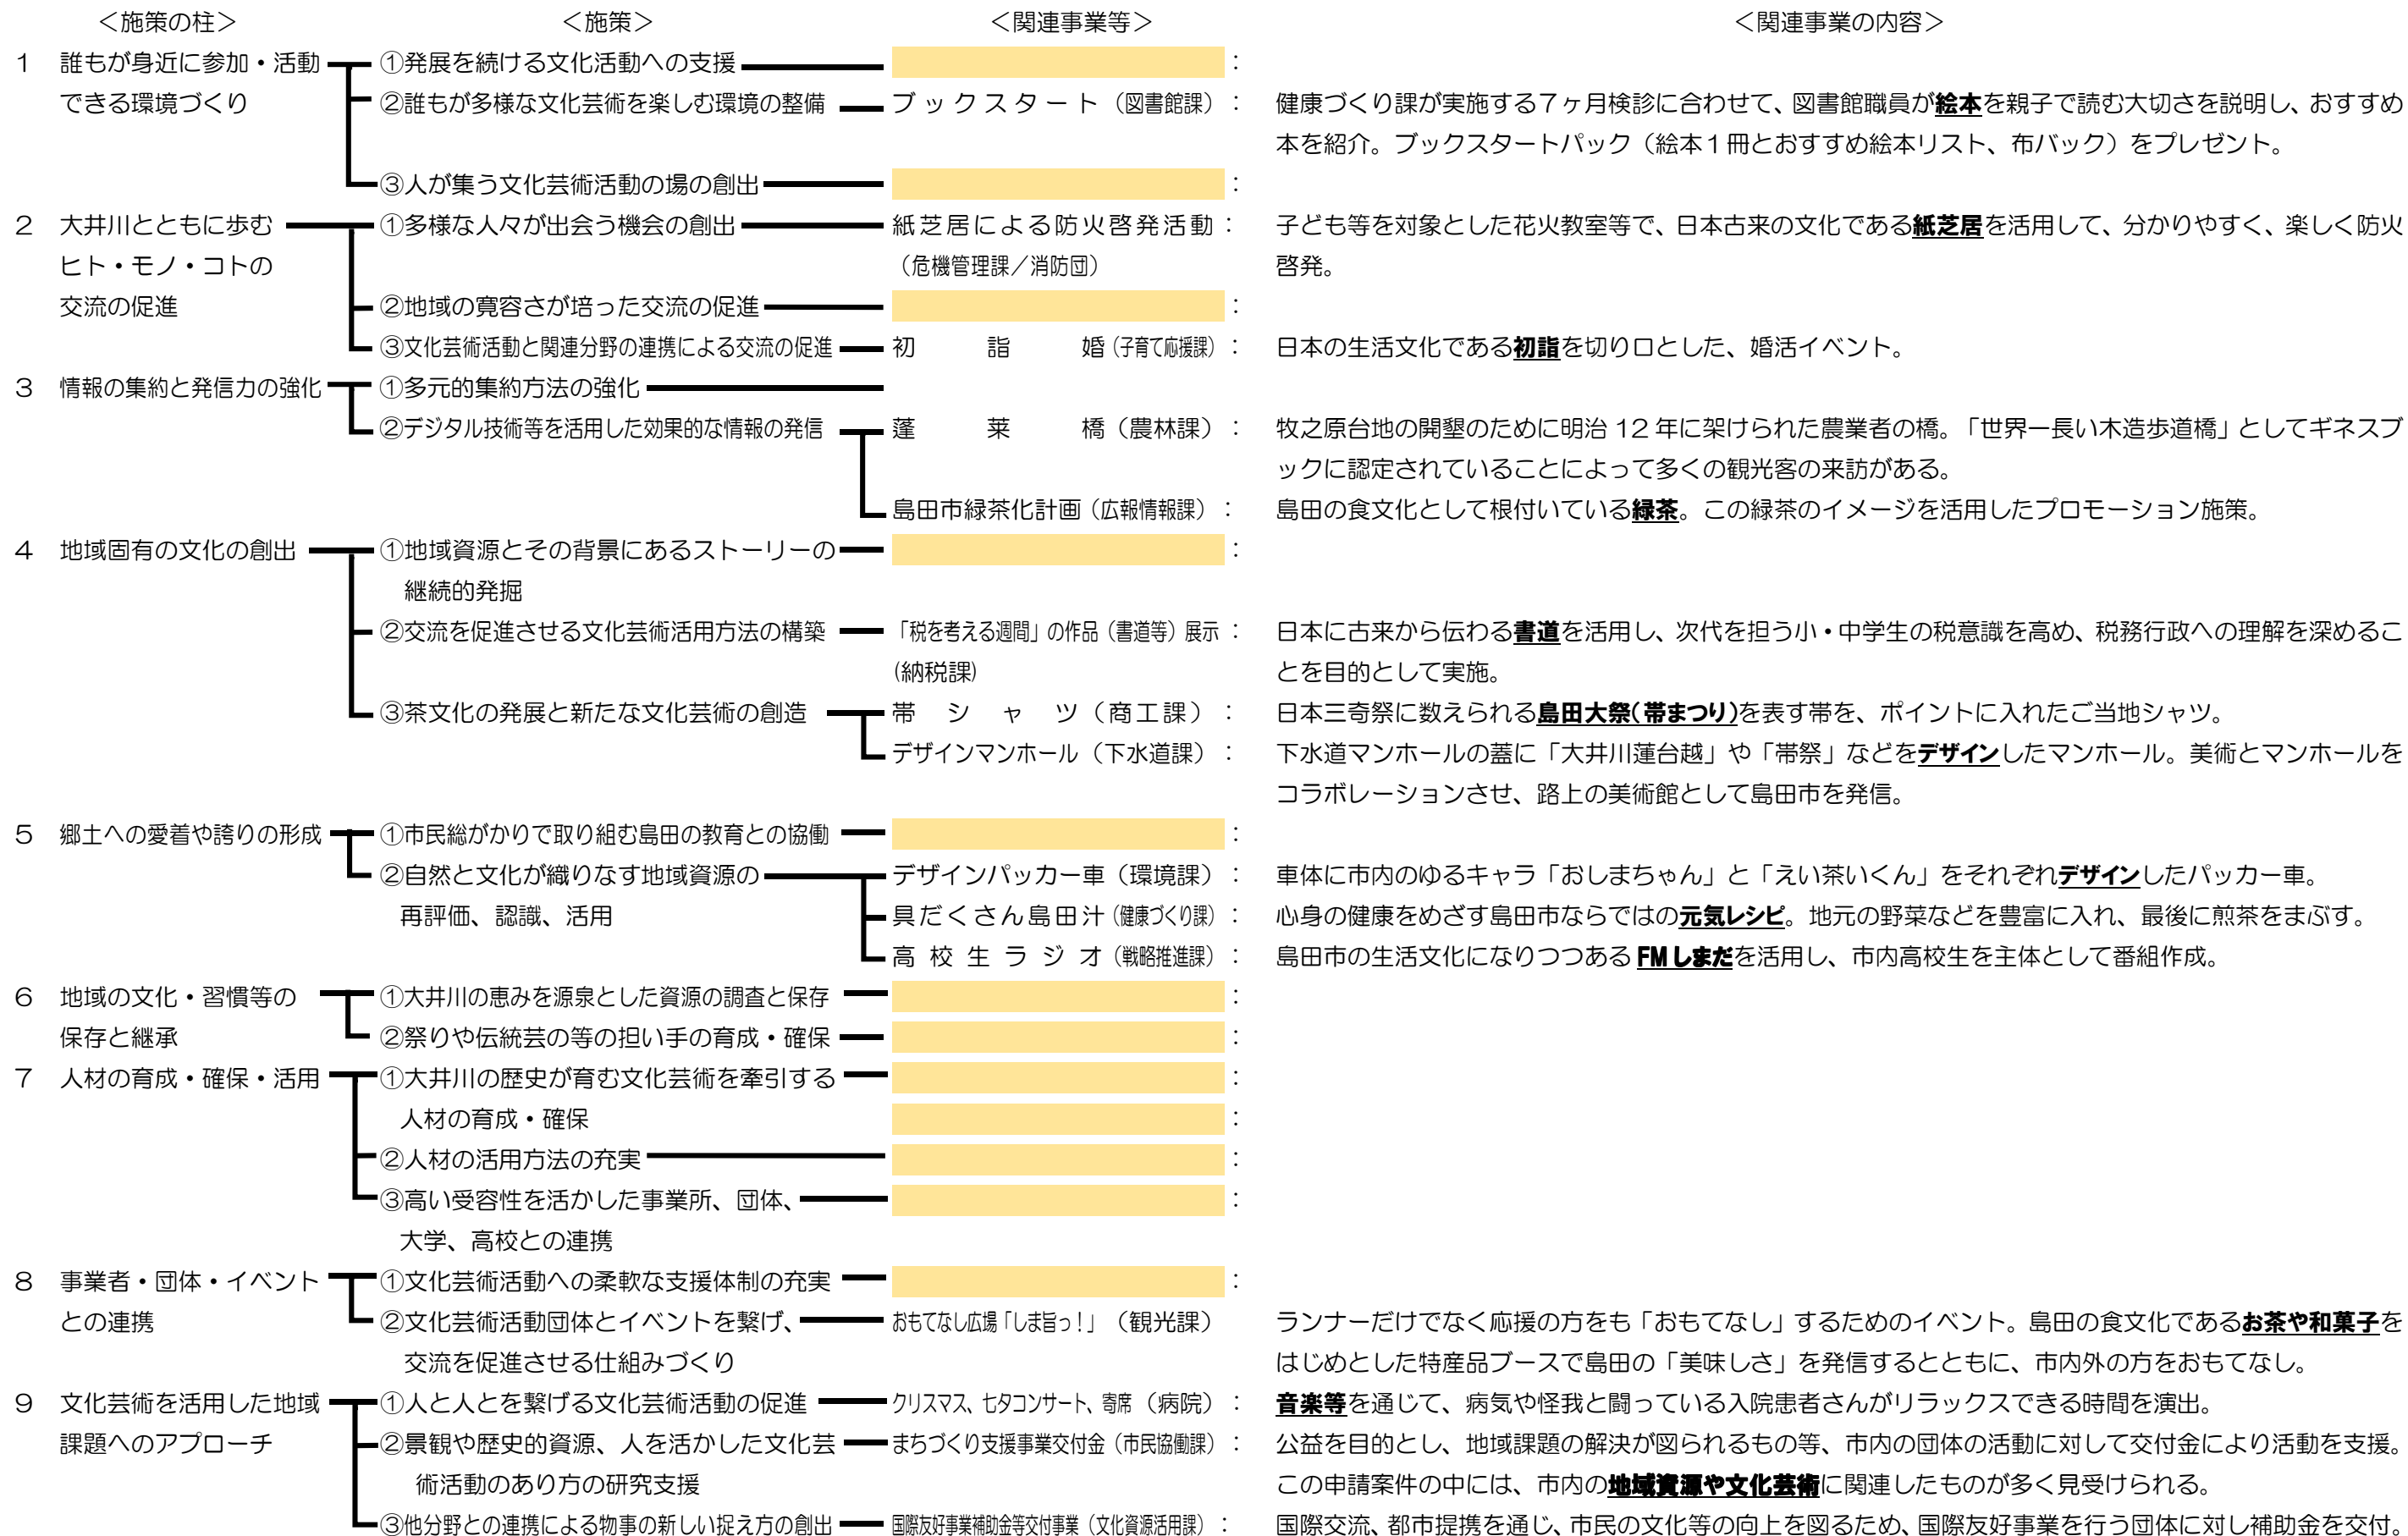 ＜施策の柱＞ ＜施策＞ ＜関連事業等＞ ＜関連事業の内容＞
1 誰もが身近に参加・活動 ①発展を続ける文化活動への支援 ：
できる環境づくり ②誰もが多様な文化芸術を楽しむ環境の整備 ブックスタート（図書館課）： 健康づくり課が実施する7ヶ月検診に合わせて、図書館職員が絵本を親子で読む大切さを説明し、おすすめ
本を紹介。ブックスタートパック（絵本1冊とおすすめ絵本リスト、布バック）をプレゼント。
③人が集う文化芸術活動の場の創出 ：
2 大井川とともに歩む ①多様な人々が出会う機会の創出 紙芝居による防火啓発活動： 子ども等を対象とした花火教室等で、日本古来の文化である紙芝居を活用して、分かりやすく、楽しく防火
ヒト・モノ・コトの （危機管理課／消防団） 啓発。
交流の促進 ②地域の寛容さが培った交流の促進 ：
③文化芸術活動と関連分野の連携による交流の促進 初詣婚（子育て応援課）： 日本の生活文化である初詣を切り口とした、婚活イベント。
3 情報の集約と発信力の強化 ①多元的集約方法の強化
②デジタル技術等を活用した効果的な情報の発信 蓬莱橋（農林課）： 牧之原台地の開墾のために明治12年に架けられた農業者の橋。「世界一長い木造歩道橋」としてギネスブ
ックに認定されていることによって多くの観光客の来訪がある。
島田市緑茶化計画（広報情報課）： 島田の食文化として根付いている緑茶。この緑茶のイメージを活用したプロモーション施策。
4 地域固有の文化の創出 ①地域資源とその背景にあるストーリーの ：
継続的発掘
②交流を促進させる文化芸術活用方法の構築 「税を考える週間」の作品（書道等）展示： 日本に古来から伝わる書道を活用し、次代を担う小・中学生の税意識を高め、税務行政への理解を深めるこ
(納税課) とを目的として実施。
③茶文化の発展と新たな文化芸術の創造 帯シャツ（商工課）： 日本三奇祭に数えられる島田大祭（帯まつり）を表す帯を、ポイントに入れたご当地シャツ。
デザインマンホール（下水道課）： 下水道マンホールの蓋に「大井川蓮台越」や「帯祭」などをデザインしたマンホール。美術とマンホールを
コラボレーションさせ、路上の美術館として島田市を発信。
5 郷土への愛着や誇りの形成 ①市民総がかりで取り組む島田の教育との協働 ：
②自然と文化が織りなす地域資源の デザインパッカー車（環境課）： 車体に市内のゆるキャラ「おしまちゃん」と「えい茶いくん」をそれぞれデザインしたパッカー車。
再評価、認識、活用 具だくさん島田汁（健康づくり課）： 心身の健康をめざす島田市ならではの元気レシピ。地元の野菜などを豊富に入れ、最後に煎茶をまぶす。
高校生ラジオ（戦略推進課）： 島田市の生活文化になりつつあるFMしまだを活用し、市内高校生を主体として番組作成。
6 地域の文化・習慣等の ①大井川の恵みを源泉とした資源の調査と保存 ：
保存と継承 ②祭りや伝統芸の等の担い手の育成・確保 ：
7 人材の育成・確保・活用 ①大井川の歴史が育む文化芸術を牽引する ：
人材の育成・確保 ：
②人材の活用方法の充実 ：
③高い受容性を活かした事業所、団体、 ：
大学、高校との連携
8 事業者・団体・イベント ①文化芸術活動への柔軟な支援体制の充実 ：
との連携 ②文化芸術活動団体とイベントを繋げ、 おもてなし広場「しま旨っ！」（観光課） ランナーだけでなく応援の方をも「おもてなし」するためのイベント。島田の食文化であるお茶や和菓子を
交流を促進させる仕組みづくり はじめとした特産品ブースで島田の「美味しさ」を発信するとともに、市内外の方をおもてなし。
9 文化芸術を活用した地域 ①人と人とを繋げる文化芸術活動の促進 クリスマス、七夕コンサート、寄席（病院）： 音楽等を通じて、病気や怪我と闘っている入院患者さんがリラックスできる時間を演出。
課題へのアプローチ ②景観や歴史的資源、人を活かした文化芸 まちづくり支援事業交付金（市民協働課）： 公益を目的とし、地域課題の解決が図られるもの等、市内の団体の活動に対して交付金により活動を支援。
術活動のあり方の研究支援 この申請案件の中には、市内の地域資源や文化芸術に関連したものが多く見受けられる。
③他分野との連携による物事の新しい捉え方の創出 国際友好事業補助金等交付事業（文化資源活用課）： 国際交流、都市提携を通じ、市民の文化等の向上を図るため、国際友好事業を行う団体に対し補助金を交付。